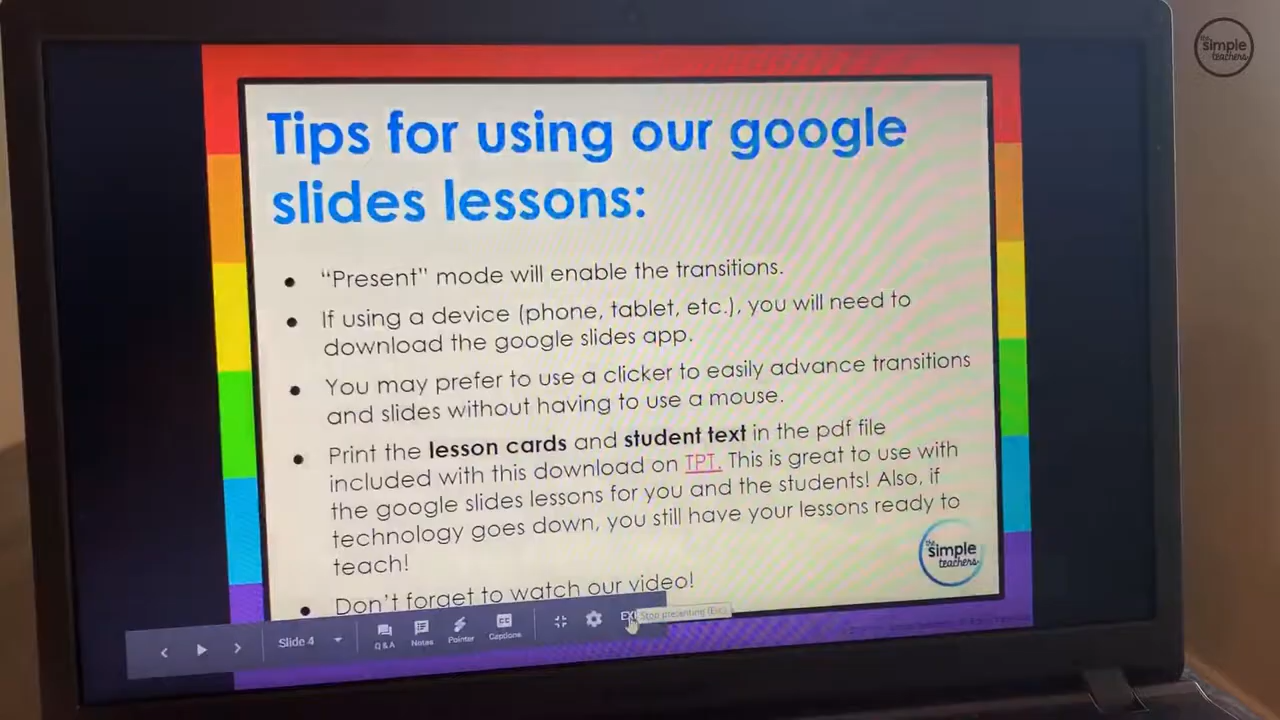 the
simple
teachers
Tips for using our google
slides lessons:
• "Present" mode will enable the transitions.
• If using a device (phone, tablet, etc.), you will need to
download the google slides app.
• You may prefer to use a clicker to easily advance transitions
and slides without having to use a mouse.
• Print the lesson cards and student text in the pdf file
included with this download on TPT. This is great to use with
the google slides lessons for you and the students! Also, if
technology goes down, you still have your lessons ready to
teach!
• Don't forget to watch our video!
the
simple
teachers
Slide 4
Q & A
Notes
Pointer
CC
Captions
Stop presenting (Esc)